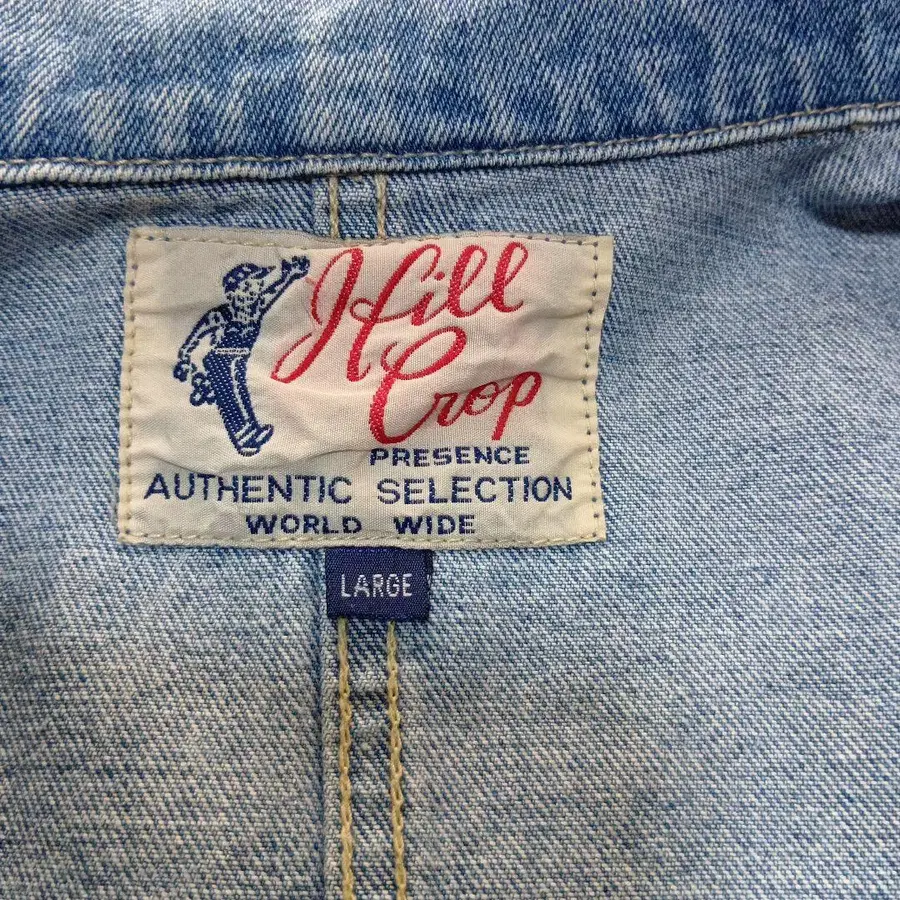 Hill
Crop
PRESENCE
AUTHENTIC SELECTION
WORLD WIDE
LARGE